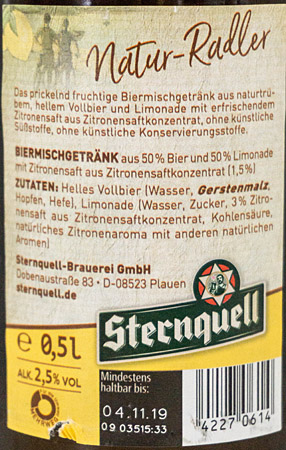 Natur-Radler
Das prickelnd fruchtige Biermischgetränk aus naturtrü-
bem, hellem Vollbier und Limonade mit erfrischendem
Zitronensaft aus Zitronensaftkonzentrat, ohne künstliche
Süßstoffe, ohne künstliche Konservierungsstoffe.
BIERMISCHGETRÄNK aus 50% Bier und 50% Limonade
mit Zitronensaft aus Zitronensaftkonzentrat (1,5%)
ZUTATEN: Helles Vollbier (Wasser, Gerstenmalz,
Hopfen, Hefe), Limonade (Wasser, Zucker, 3% Zitro-
nensaft aus Zitronensaftkonzentrat, Kohlensäure,
natürliches Zitronenaroma mit anderen natürlichen
Aromen)
Sternquell-Brauerei GmbH
Dobenaustraße 83 • D-08523 Plauen
sternquell.de
Sternquell
e 0,5l
ALK. 2,5% VOL
Mindestens
haltbar bis
04.11.19
09 03515:33
4227 0614
MEHRWEG